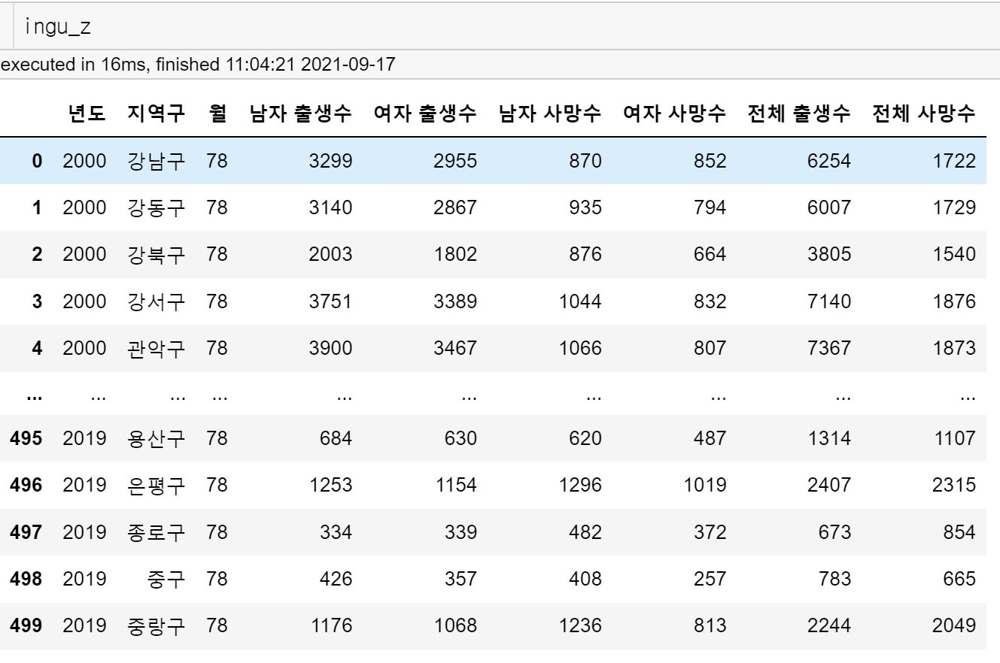 ingu_z
executed in 16ms, finished 11:04:21 2021-09-17
년도 지역구 월 남자 출생수 여자 출생수 남자 사망수 여자 사망수 전체 출생수 전체 사망수
0 2000 강남구 78 3299 2955 870 852 6254 1722
1 2000 강동구 78 3140 2867 935 794 6007 1729
2 2000 강북구 78 2003 1802 876 664 3805 1540
3 2000 강서구 78 3751 3389 1044 832 7140 1876
4 2000 관악구 78 3900 3467 1066 807 7367 1873
... ... ... ... ... ... ... ... ... ...
495 2019 용산구 78 684 630 620 487 1314 1107
496 2019 은평구 78 1253 1154 1296 1019 2407 2315
497 2019 종로구 78 334 339 482 372 673 854
498 2019 중구 78 426 357 408 257 783 665
499 2019 중랑구 78 1176 1068 1236 813 2244 2049